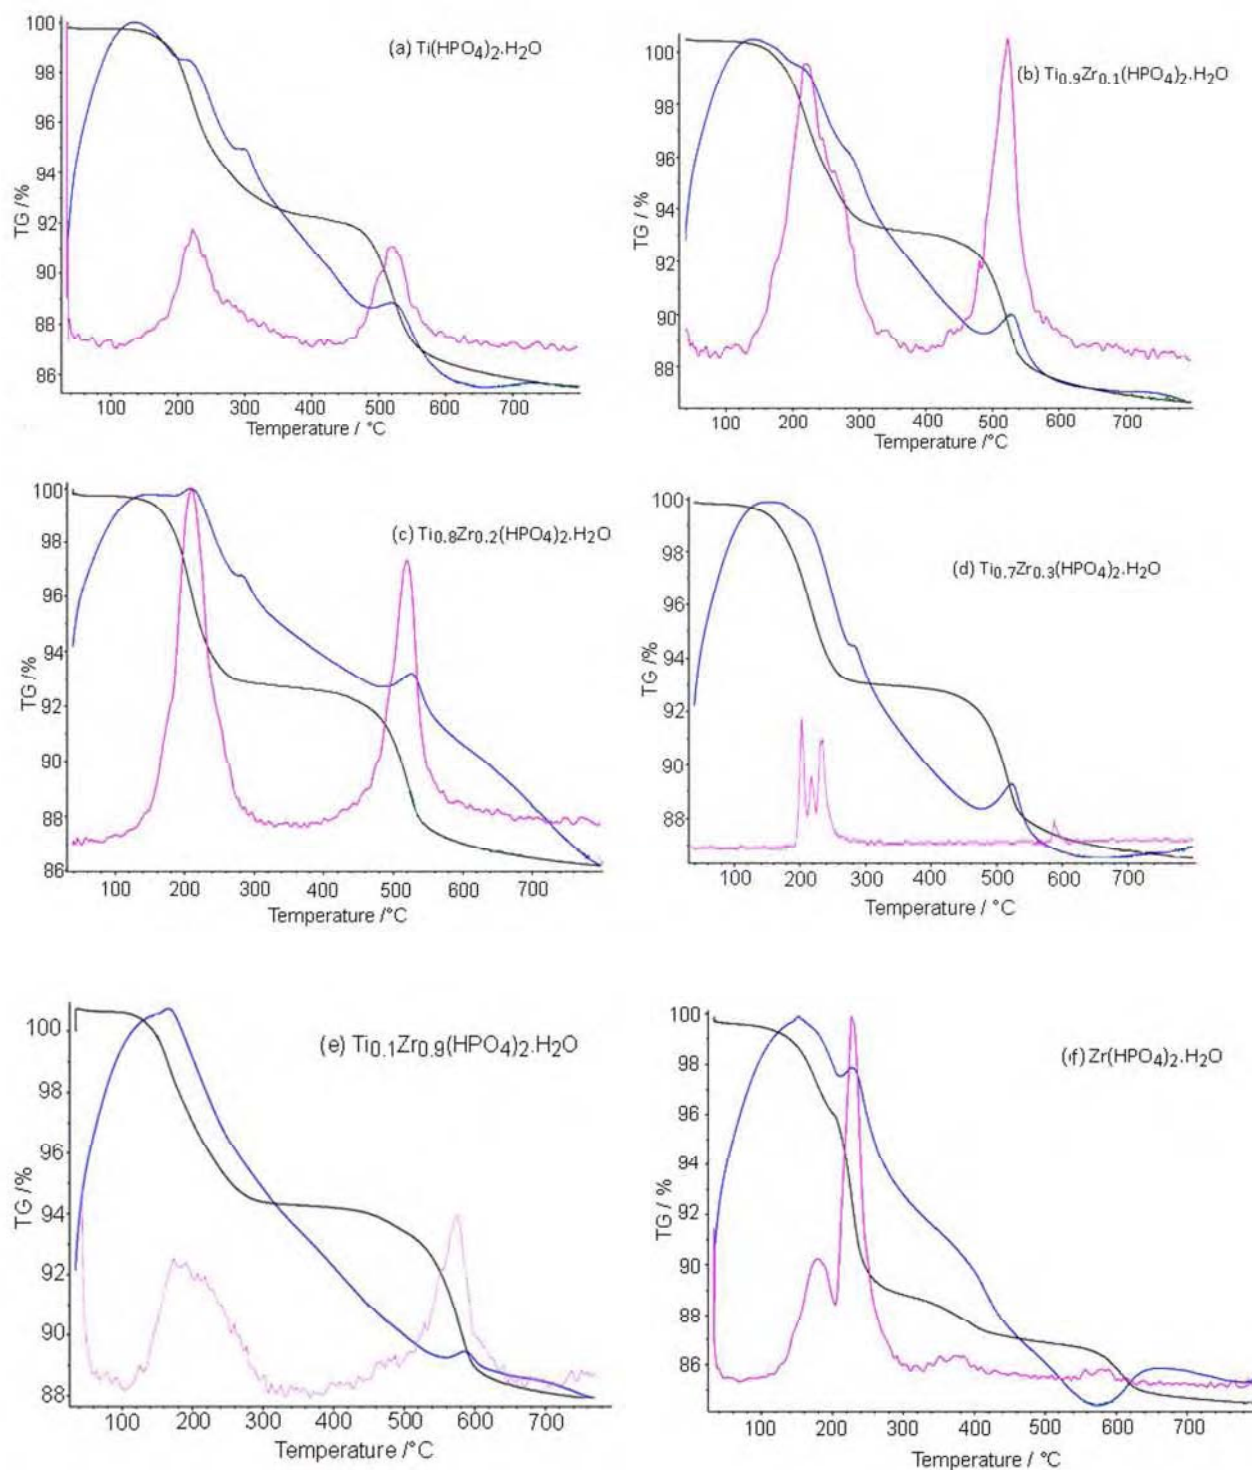 (a) Ti(HPO4)2.H2O
TG /%
100
98
96
94
92
90
88
86
100 200 300 400 500 600 700
Temperature / °C
(b) Ti0.9Zr0.1(HPO4)2.H2O
TG / %
100
98
96
94
92
90
88
100 200 300 400 500 600 700
Temperature /°C
(c) Ti0.8Zr0.2(HPO4)2.H2O
TG /%
100
98
96
94
92
90
88
86
100 200 300 400 500 600 700 800
Temperature /°C
(d) Ti0.7Zr0.3(HPO4)2.H2O
TG /%
100
98
96
94
92
90
88
100 200 300 400 500 600 700
Temperature / °C
(e) Ti0.1Zr0.9(HPO4)2.H2O
TG /%
100
98
96
94
92
90
88
100 200 300 400 500 600 700
Temperature /°C
(f) Zr(HPO4)2.H2O
TG / %
100
98
96
94
92
90
88
86
100 200 300 400 500 600 700
Temperature / °C